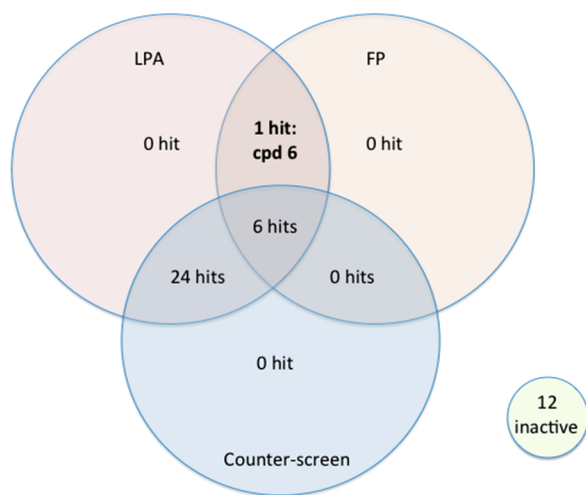 LPA
FP
0 hit
1 hit:
cpd 6
0 hit
6 hits
24 hits
0 hits
0 hit
12
inactive
Counter-screen